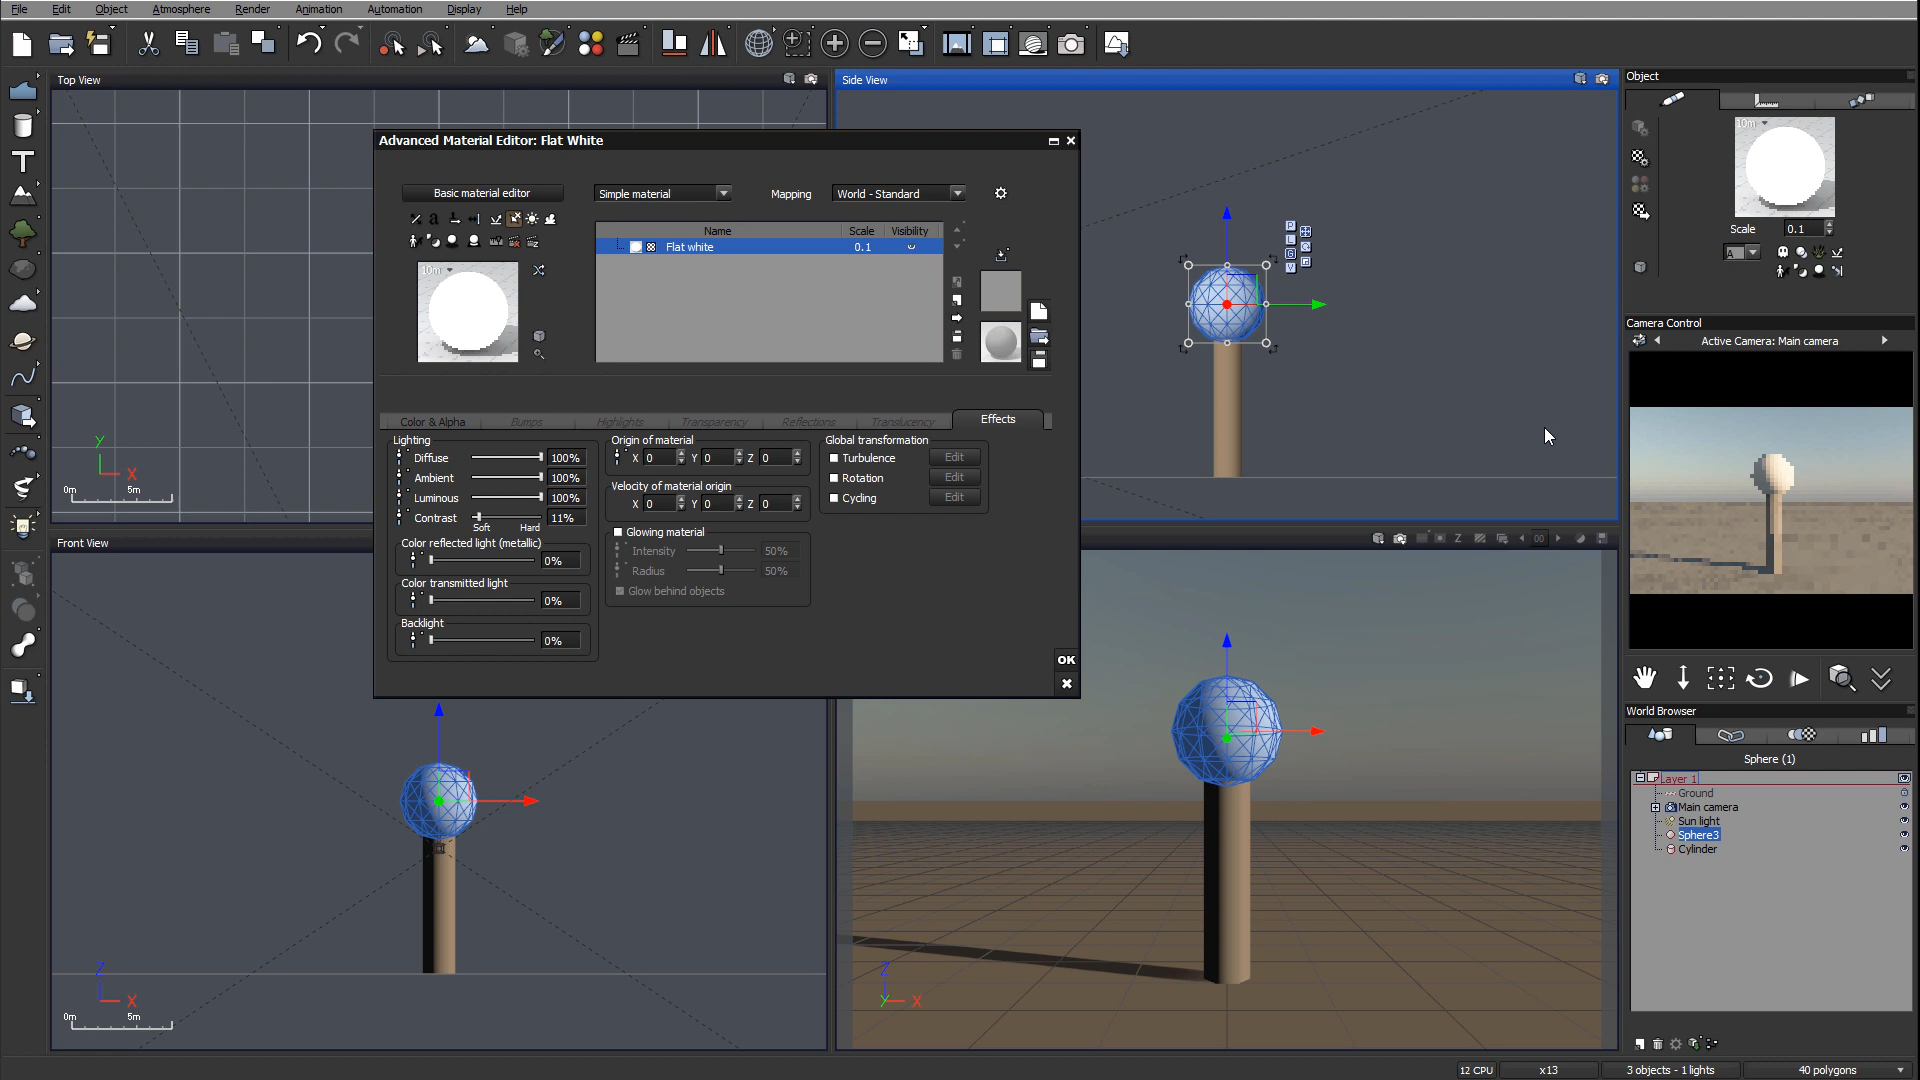 File Edit Object Atmosphere Render Animation Automation Display Help
Top View
Side View
Object
Advanced Material Editor: Flat White
10m
Basic material editor
Simple material
Mapping
World - Standard
Scale
0.1
Name Scale Visibility
Flat white 0.1
10m
Camera Control
Active Camera: Main camera
Color & Alpha Bumps Highlights Transparency Reflections Translucency Effects
Lighting
Diffuse 100%
Ambient 100%
Luminous 100%
Contrast 11%
Soft Hard
Color reflected light (metallic)
0%
Color transmitted light
0%
Backlight
0%
Origin of material
X 0 Y 0 Z 0
Velocity of material origin
X 0 Y 0 Z 0
Glowing material
Intensity 50%
Radius 50%
Glow behind objects
Global transformation
Turbulence Edit
Rotation Edit
Cycling Edit
OK
Y
X
0m 5m
Front View
Z
X
0m 5m
Z
Y X
World Browser
Sphere (1)
Layer 1
Ground
Main camera
Sun light
Sphere3
Cylinder
12 CPU x13 3 objects - 1 lights 40 polygons